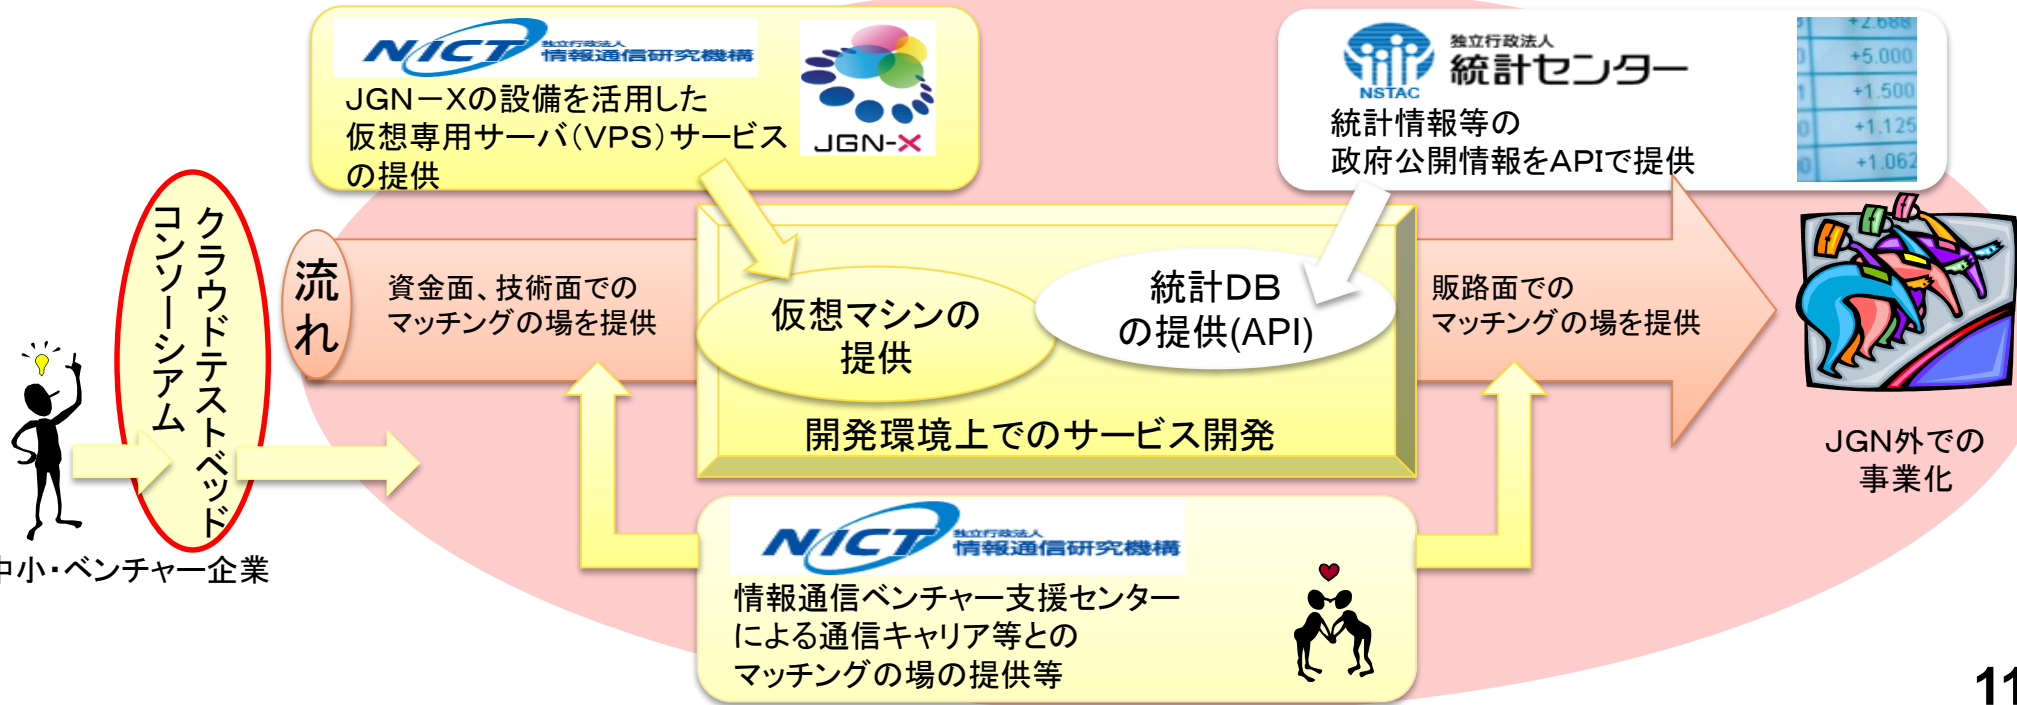 NICT
独立行政法人
情報通信研究機構
JGN-X
JGN－Xの設備を活用した
仮想専用サーバ（VPS）サービス
の提供
NSTAC
独立行政法人
統計センター
統計情報等の
政府公開情報をAPIで提供
+2.688
+5.000
+1.500
+1.125
+1.062
クラウドテストベッド
コンソーシアム
流れ
資金面、技術面での
マッチングの場を提供
仮想マシンの
提供
統計DB
の提供(API)
開発環境上でのサービス開発
販路面での
マッチングの場を提供
JGN外での
事業化
中小・ベンチャー企業
NICT
独立行政法人
情報通信研究機構
情報通信ベンチャー支援センター
による通信キャリア等との
マッチングの場の提供等
11